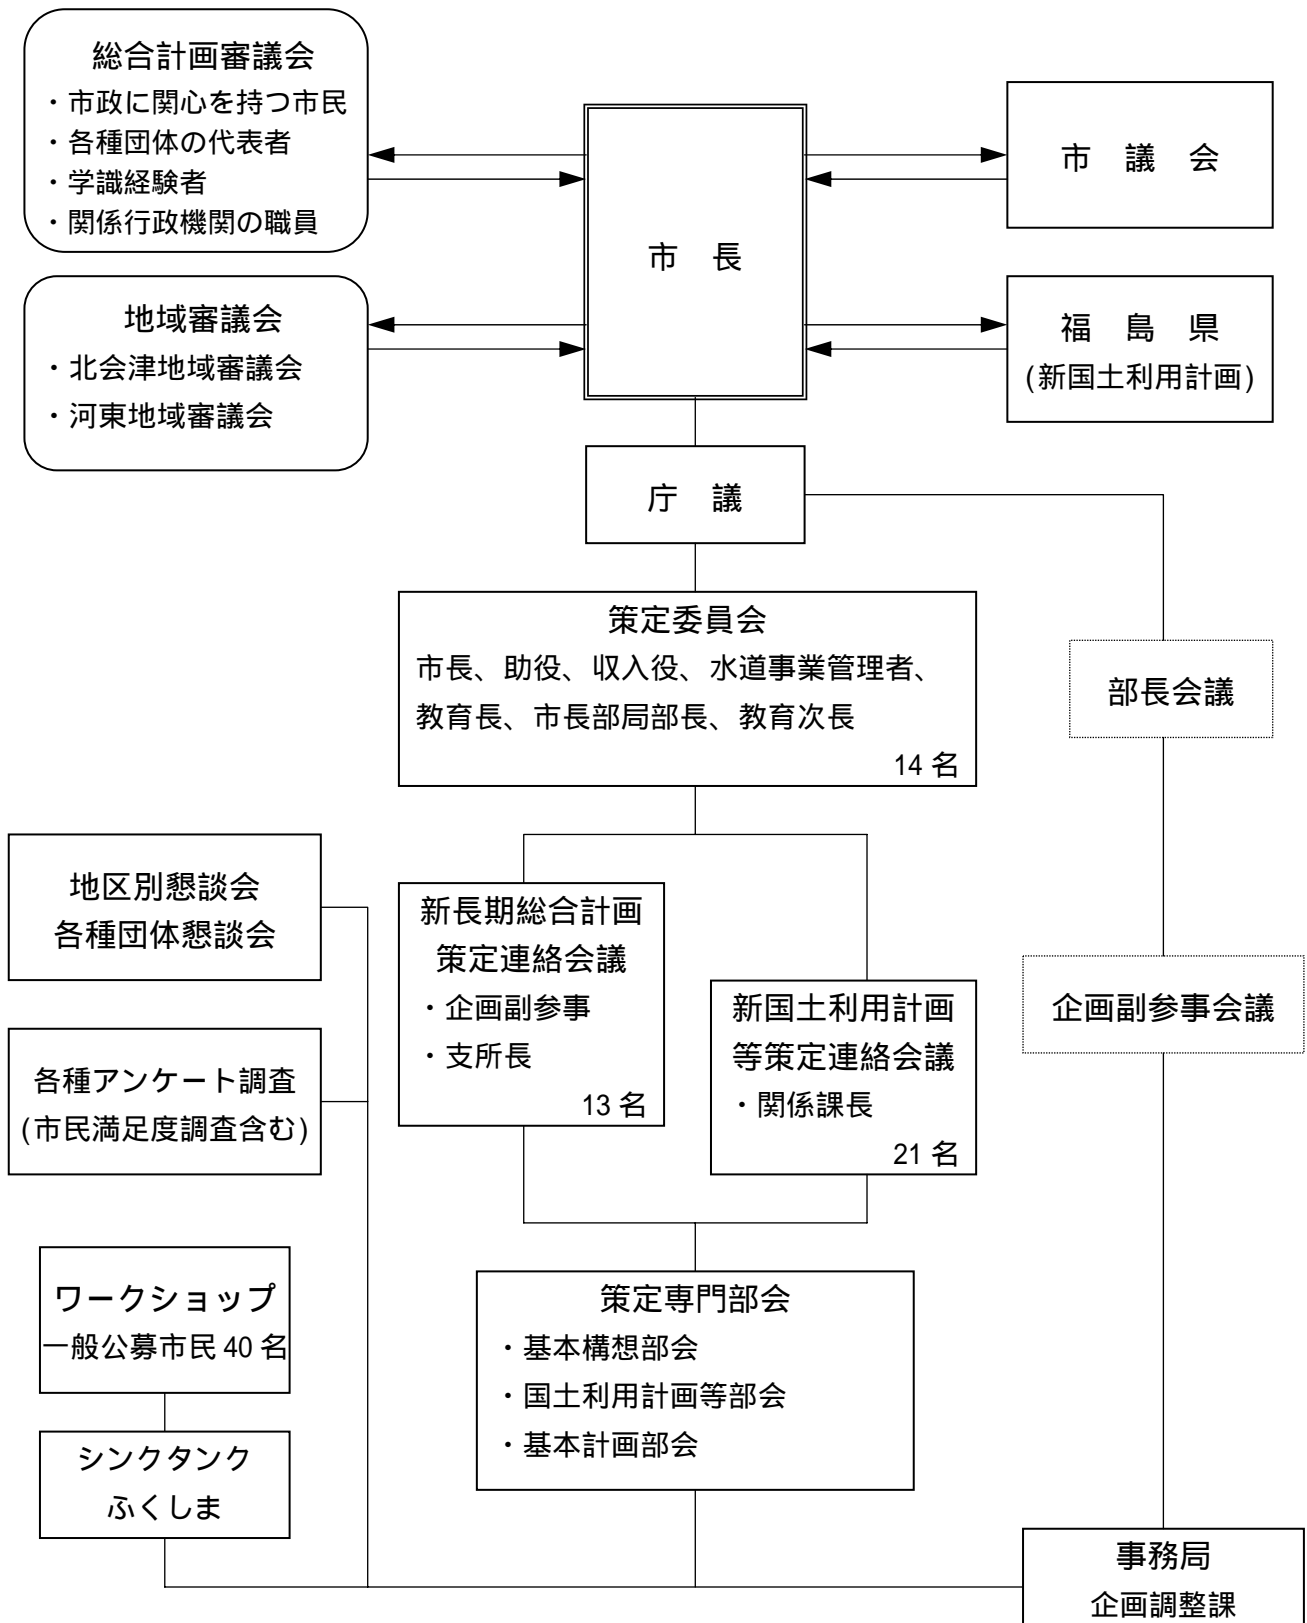 総合計画審議会
・市政に関心を持つ市民
・各種団体の代表者
・学識経験者
・関係行政機関の職員
市　長
市　議　会
地域審議会
・北会津地域審議会
・河東地域審議会
福　島　県
(新国土利用計画)
庁　議
策定委員会
市長、助役、収入役、水道事業管理者、
教育長、市長部局部長、教育次長
14 名
部長会議
地区別懇談会
各種団体懇談会
新長期総合計画
策定連絡会議
・企画副参事
・支所長
13 名
新国土利用計画
等策定連絡会議
・関係課長
21 名
企画副参事会議
各種アンケート調査
(市民満足度調査含む)
ワークショップ
一般公募市民 40 名
シンクタンク
ふくしま
策定専門部会
・基本構想部会
・国土利用計画等部会
・基本計画部会
事務局
企画調整課